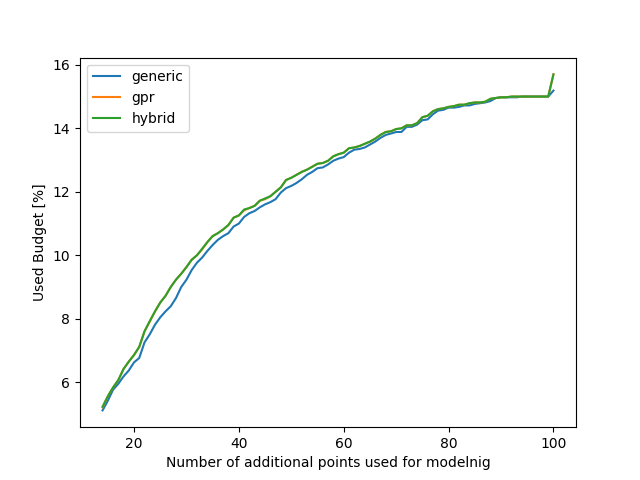 16
14
12
10
8
6
Used Budget [%]
generic
gpr
hybrid
20
40
60
80
100
Number of additional points used for modelnig